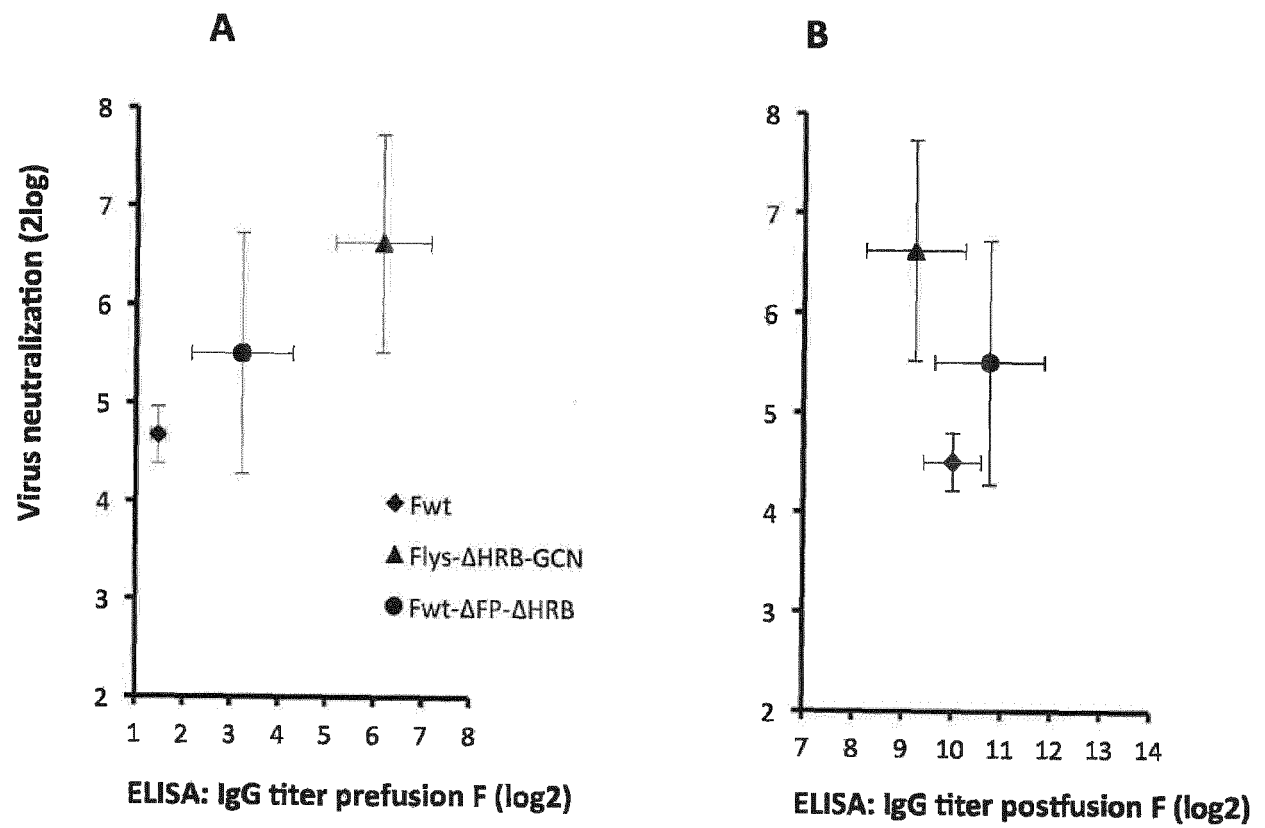 A
B
Virus neutralization (2log)
8
7
6
5
4
3
2
1 2 3 4 5 6 7 8
ELISA: IgG titer prefusion F (log2)
Fwt
Flys-ΔHRB-GCN
Fwt-ΔFP-ΔHRB
8
7
6
5
4
3
2
7 8 9 10 11 12 13 14
ELISA: IgG titer postfusion F (log2)